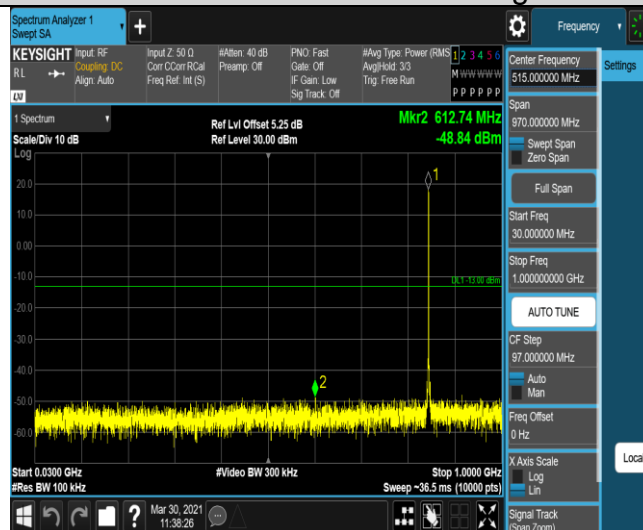 Spectrum Analyzer 1
Swept SA
Frequency
KEYSIGHT
Input: RF
Input Z: 50 Ω
#Atten: 40 dB
PNO: Fast
#Avg Type: Power (RMS
1 2 3 4 5 6
R L
Coupling: DC
Corr CCorr RCal
Preamp: Off
Gate: Off
Avg|Hold: 3/3
M W W W W W
Align: Auto
Freq Ref: Int (S)
IF Gain: Low
Trig: Free Run
Sig Track: Off
P P P P P P
LXI
1 Spectrum
Ref Lvl Offset 5.25 dB
Mkr2 612.74 MHz
Scale/Div 10 dB
Ref Level 30.00 dBm
-48.84 dBm
Log
1
20.0
10.0
0.00
-10.0
DL1 -13.00 dBm
-20.0
-30.0
-40.0
2
-50.0
-60.0
Start 0.0300 GHz
#Video BW 300 kHz
Stop 1.0000 GHz
#Res BW 100 kHz
Sweep ~36.5 ms (10000 pts)
?
Mar 30, 2021
11:38:26
Center Frequency
515.000000 MHz
Settings
Span
970.000000 MHz
Swept Span
Zero Span
Full Span
Start Freq
30.000000 MHz
Stop Freq
1.000000000 GHz
AUTO TUNE
CF Step
97.000000 MHz
Auto
Man
Freq Offset
0 Hz
X Axis Scale
Log
Lin
Local
Signal Track
(Span Zoom)